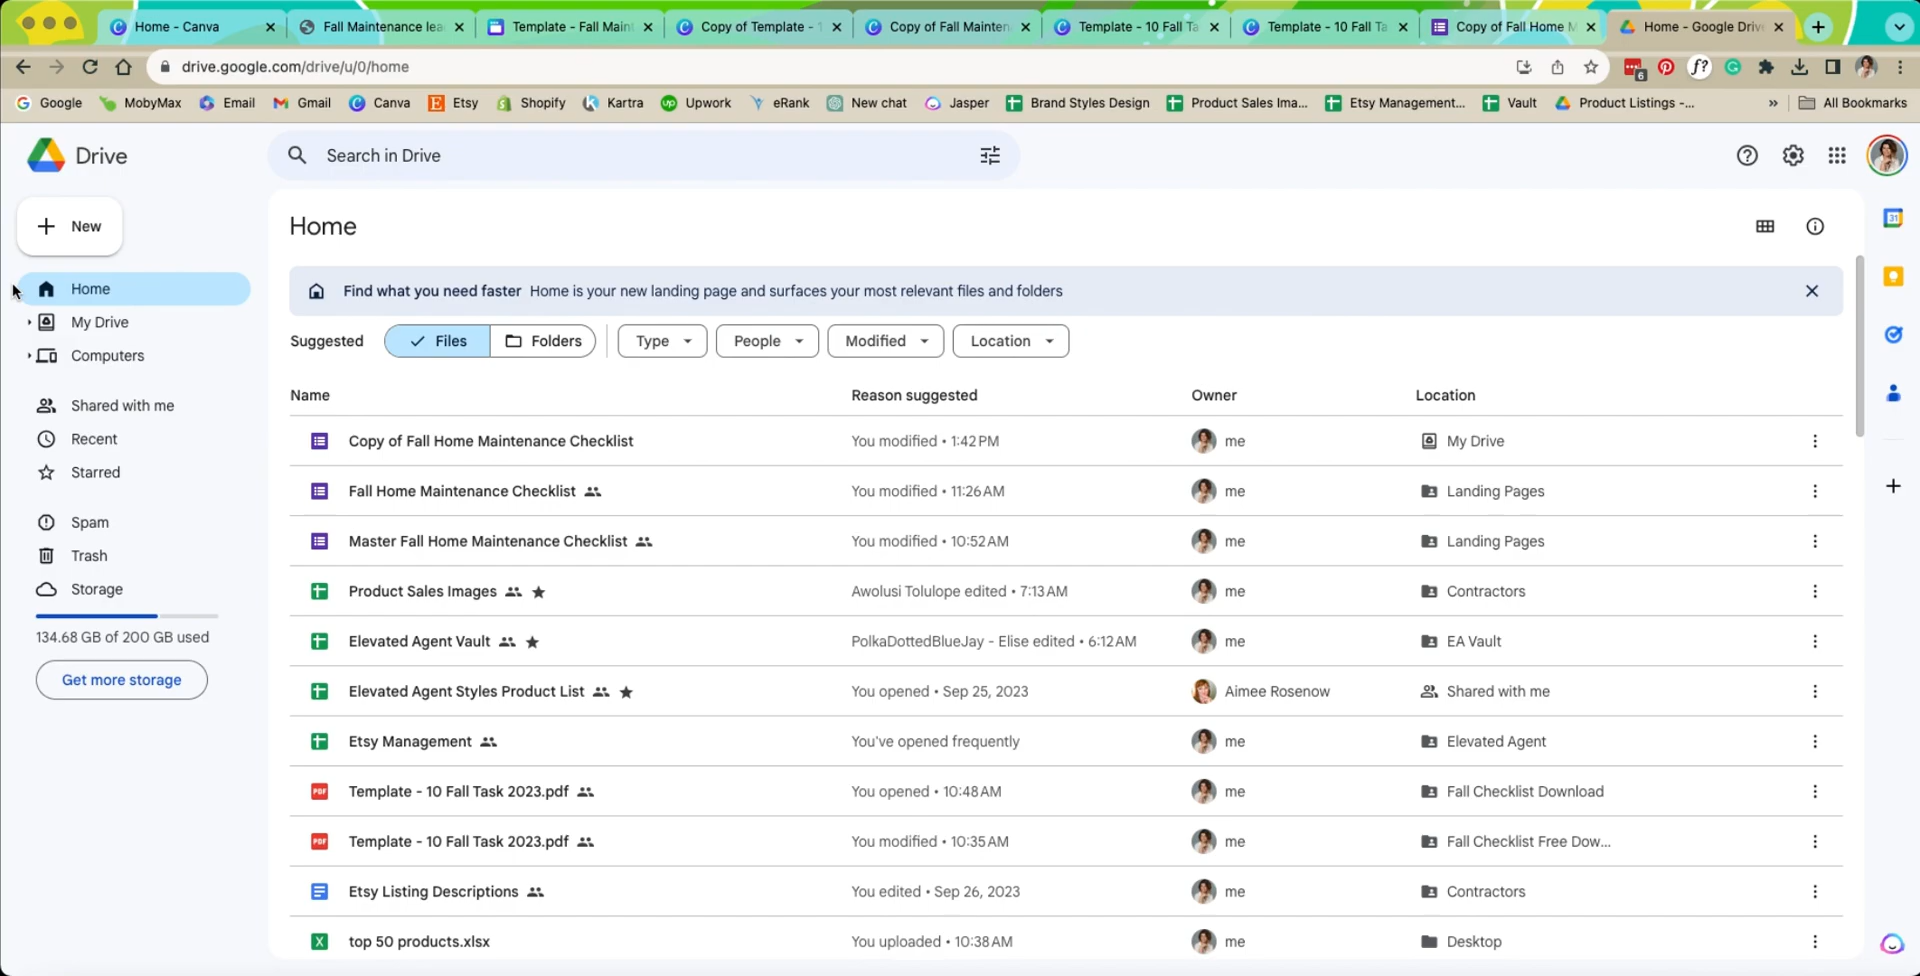 Home - Canva
Fall Maintenance lea
Template - Fall Maint
Copy of Template - 1
Copy of Fall Mainten
Template - 10 Fall Ta
Template - 10 Fall Ta
Copy of Fall Home M
Home - Google Drive
drive.google.com/drive/u/0/home
6
f?
Google
MobyMax
Email
Gmail
Canva
Etsy
Shopify
Kartra
Upwork
eRank
New chat
Jasper
Brand Styles Design
Product Sales Ima...
Etsy Management...
Vault
Product Listings -...
»
All Bookmarks
Drive
Search in Drive
New
Home
My Drive
Computers
Shared with me
Recent
Starred
Spam
Trash
Storage
134.68 GB of 200 GB used
Get more storage
Home
Find what you need faster Home is your new landing page and surfaces your most relevant files and folders
Suggested Files Folders Type People Modified Location
Name Reason suggested Owner Location
Copy of Fall Home Maintenance Checklist You modified • 1:42 PM me My Drive
Fall Home Maintenance Checklist You modified • 11:26 AM me Landing Pages
Master Fall Home Maintenance Checklist You modified • 10:52 AM me Landing Pages
Product Sales Images Awolusi Tolulope edited • 7:13 AM me Contractors
Elevated Agent Vault PolkaDottedBlueJay - Elise edited • 6:12 AM me EA Vault
Elevated Agent Styles Product List You opened • Sep 25, 2023 Aimee Rosenow Shared with me
Etsy Management You've opened frequently me Elevated Agent
PDF Template - 10 Fall Task 2023.pdf You opened • 10:48 AM me Fall Checklist Download
PDF Template - 10 Fall Task 2023.pdf You modified • 10:35 AM me Fall Checklist Free Dow...
Etsy Listing Descriptions You edited • Sep 26, 2023 me Contractors
X top 50 products.xlsx You uploaded • 10:38 AM me Desktop
31